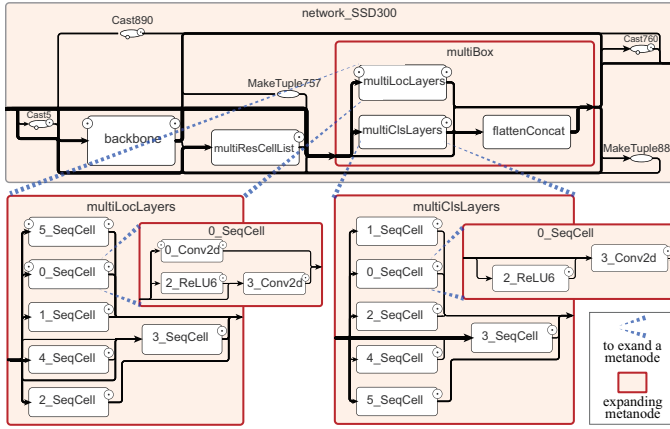 network_SSD300
Cast890
Cast760
multiBox
MakeTuple757
multiLocLayers
Cast5
backbone
multiResCellList
multiClsLayers
flattenConcat
MakeTuple88
multiLocLayers
5_SeqCell
0_SeqCell
1_SeqCell
4_SeqCell
2_SeqCell
3_SeqCell
0_SeqCell
0_Conv2d
2_ReLU6
3_Conv2d
multiClsLayers
1_SeqCell
0_SeqCell
2_SeqCell
4_SeqCell
5_SeqCell
3_SeqCell
0_SeqCell
2_ReLU6
3_Conv2d
to exand a
metanode
expanding
metanode